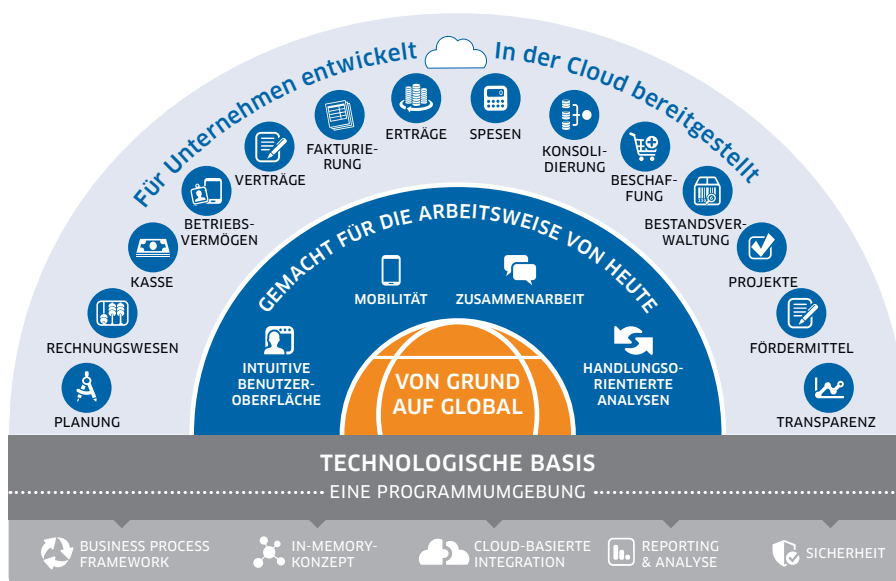 Für Unternehmen entwickelt
In der Cloud bereitgestellt
PLANUNG
RECHNUNGSWESEN
KASSE
BETRIEBS-
VERMÖGEN
VERTRÄGE
FAKTURIE-
RUNG
ERTRÄGE
SPESEN
KONSOLI-
DIERUNG
BESCHAF-
FUNG
BESTANDSVER-
WALTUNG
PROJEKTE
FÖRDERMITTEL
TRANSPARENZ
GEMACHT FÜR DIE ARBEITSWEISE VON HEUTE
INTUITIVE
BENUTZER-
OBERFLÄCHE
MOBILITÄT
ZUSAMMENARBEIT
HANDLUNGSO-
RIENTIERTE
ANALYSEN
VON GRUND
AUF GLOBAL
TECHNOLOGISCHE BASIS
EINE PROGRAMMUMGEBUNG
BUSINESS PROCESS
FRAMEWORK
IN-MEMORY-
KONZEPT
CLOUD-BASIERTE
INTEGRATION
REPORTING
& ANALYSE
SICHERHEIT